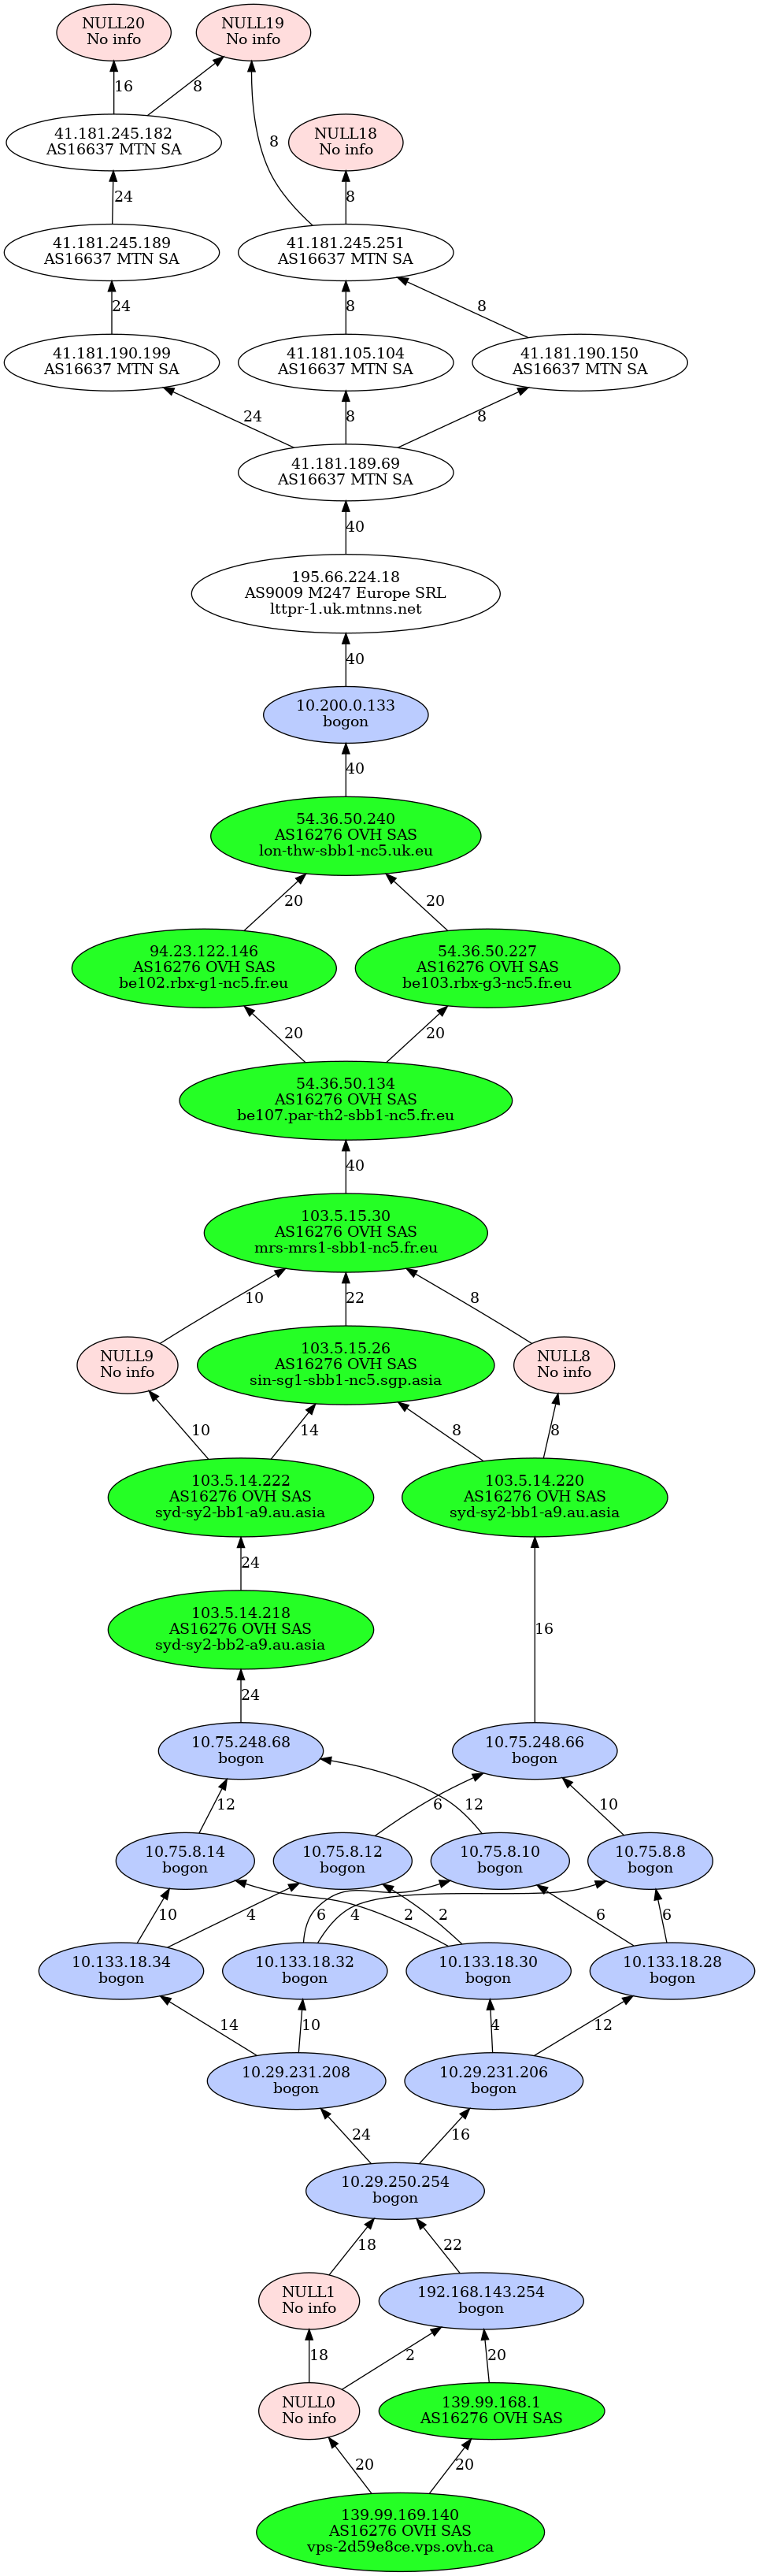 NULL20
No info
NULL19
No info
16
8
41.181.245.182
AS16637 MTN SA
8
NULL18
No info
24
8
41.181.245.189
AS16637 MTN SA
41.181.245.251
AS16637 MTN SA
24
8
8
41.181.190.199
AS16637 MTN SA
41.181.105.104
AS16637 MTN SA
41.181.190.150
AS16637 MTN SA
24
8
8
41.181.189.69
AS16637 MTN SA
40
195.66.224.18
AS9009 M247 Europe SRL
lttpr-1.uk.mtnns.net
40
10.200.0.133
bogon
40
54.36.50.240
AS16276 OVH SAS
lon-thw-sbb1-nc5.uk.eu
20
20
94.23.122.146
AS16276 OVH SAS
be102.rbx-g1-nc5.fr.eu
54.36.50.227
AS16276 OVH SAS
be103.rbx-g3-nc5.fr.eu
20
20
54.36.50.134
AS16276 OVH SAS
be107.par-th2-sbb1-nc5.fr.eu
40
103.5.15.30
AS16276 OVH SAS
mrs-mrs1-sbb1-nc5.fr.eu
10
22
8
NULL9
No info
103.5.15.26
AS16276 OVH SAS
sin-sg1-sbb1-nc5.sgp.asia
NULL8
No info
10
14
8
8
103.5.14.222
AS16276 OVH SAS
syd-sy2-bb1-a9.au.asia
103.5.14.220
AS16276 OVH SAS
syd-sy2-bb1-a9.au.asia
24
103.5.14.218
AS16276 OVH SAS
syd-sy2-bb2-a9.au.asia
16
24
10.75.248.68
bogon
10.75.248.66
bogon
12
6
12
10
10.75.8.14
bogon
10.75.8.12
bogon
10.75.8.10
bogon
10.75.8.8
bogon
10
4
6
4
2
2
6
6
10.133.18.34
bogon
10.133.18.32
bogon
10.133.18.30
bogon
10.133.18.28
bogon
14
10
4
12
10.29.231.208
bogon
10.29.231.206
bogon
24
16
10.29.250.254
bogon
18
22
NULL1
No info
192.168.143.254
bogon
18
2
20
NULL0
No info
139.99.168.1
AS16276 OVH SAS
20
20
139.99.169.140
AS16276 OVH SAS
vps-2d59e8ce.vps.ovh.ca